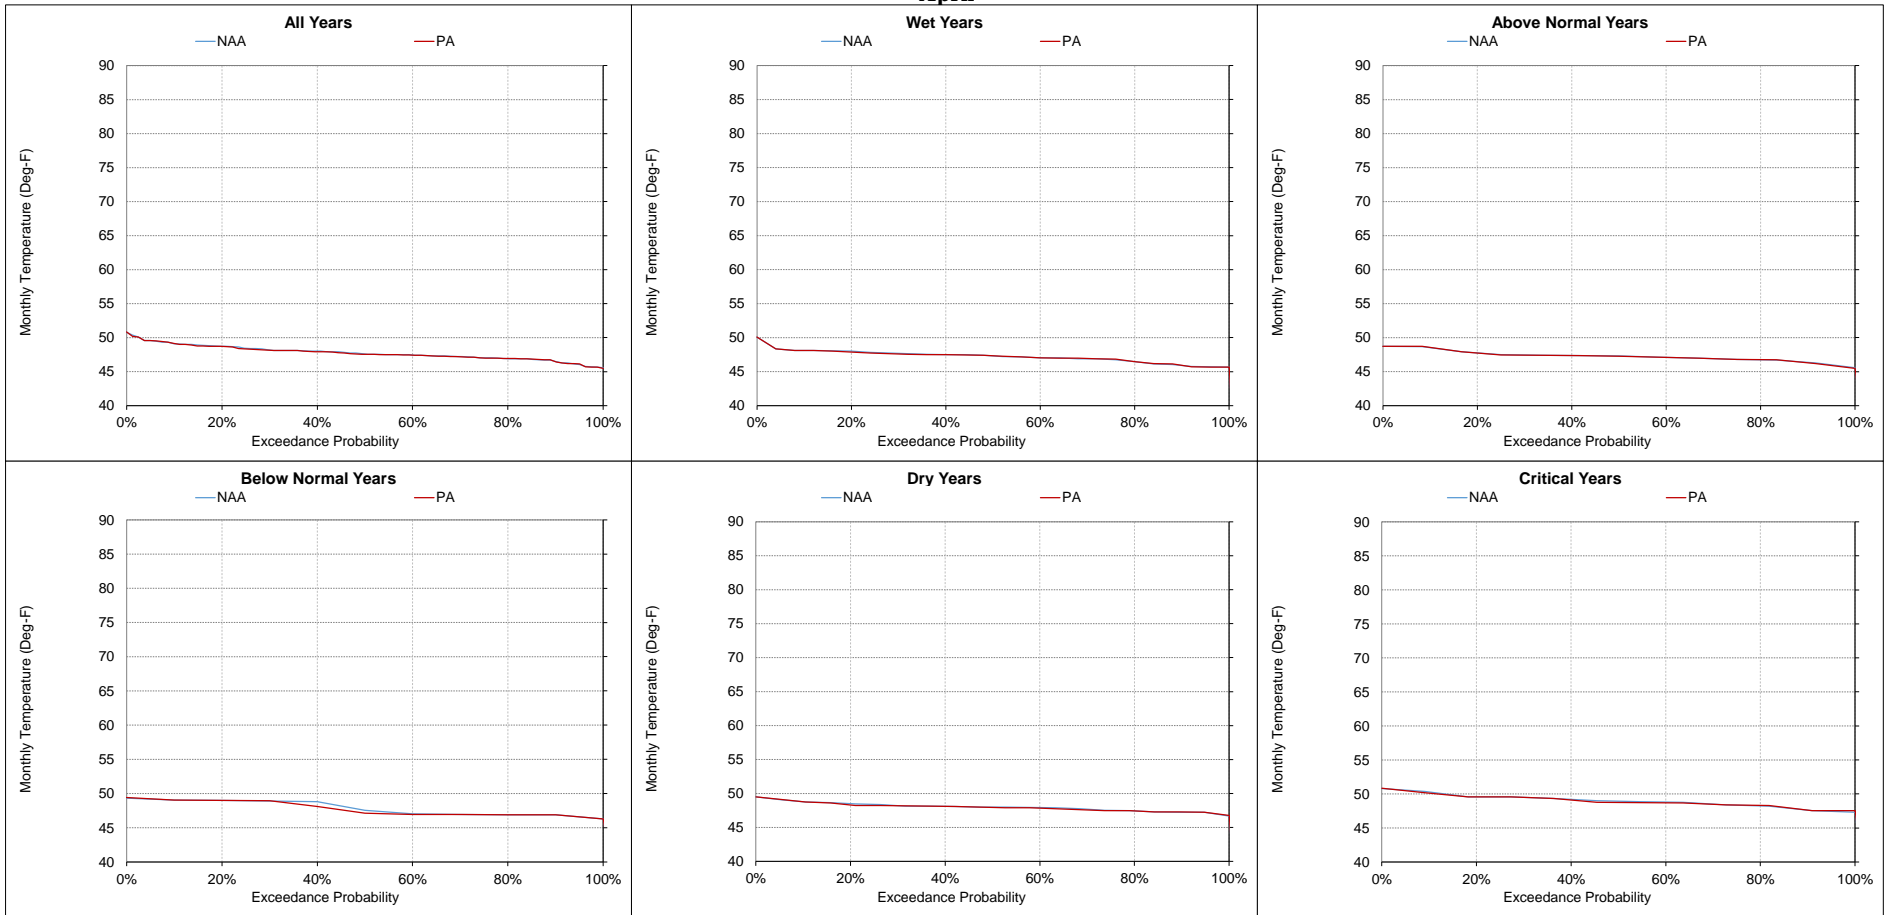 All Years
NAA PA
90
85
80
75
70
65
60
55
50
45
40
Monthly Temperature (Deg-F)
0% 20% 40% 60% 80% 100%
Exceedance Probability
Wet Years
NAA PA
90
85
80
75
70
65
60
55
50
45
40
Monthly Temperature (Deg-F)
0% 20% 40% 60% 80% 100%
Exceedance Probability
Above Normal Years
NAA PA
90
85
80
75
70
65
60
55
50
45
40
Monthly Temperature (Deg-F)
0% 20% 40% 60% 80% 100%
Exceedance Probability
Below Normal Years
NAA PA
90
85
80
75
70
65
60
55
50
45
40
Monthly Temperature (Deg-F)
0% 20% 40% 60% 80% 100%
Exceedance Probability
Dry Years
NAA PA
90
85
80
75
70
65
60
55
50
45
40
Monthly Temperature (Deg-F)
0% 20% 40% 60% 80% 100%
Exceedance Probability
Critical Years
NAA PA
90
85
80
75
70
65
60
55
50
45
40
Monthly Temperature (Deg-F)
0% 20% 40% 60% 80% 100%
Exceedance Probability